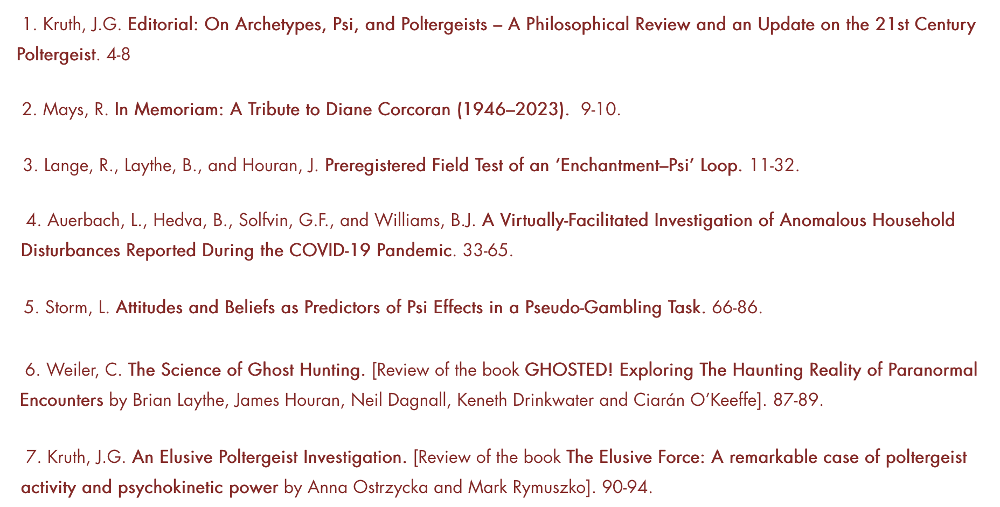 1. Kruth, J.G. Editorial: On Archetypes, Psi, and Poltergeists – A Philosophical Review and an Update on the 21st Century
Poltergeist. 4-8
2. Mays, R. In Memoriam: A Tribute to Diane Corcoran (1946–2023). 9-10.
3. Lange, R., Laythe, B., and Houran, J. Preregistered Field Test of an ‘Enchantment–Psi’ Loop. 11-32.
4. Auerbach, L., Hedva, B., Solfvin, G.F., and Williams, B.J. A Virtually-Facilitated Investigation of Anomalous Household
Disturbances Reported During the COVID-19 Pandemic. 33-65.
5. Storm, L. Attitudes and Beliefs as Predictors of Psi Effects in a Pseudo-Gambling Task. 66-86.
6. Weiler, C. The Science of Ghost Hunting. [Review of the book GHOSTED! Exploring The Haunting Reality of Paranormal
Encounters by Brian Laythe, James Houran, Neil Dagnall, Keneth Drinkwater and Ciarán O’Keeffe]. 87-89.
7. Kruth, J.G. An Elusive Poltergeist Investigation. [Review of the book The Elusive Force: A remarkable case of poltergeist
activity and psychokinetic power by Anna Ostrzycka and Mark Rymuszko]. 90-94.